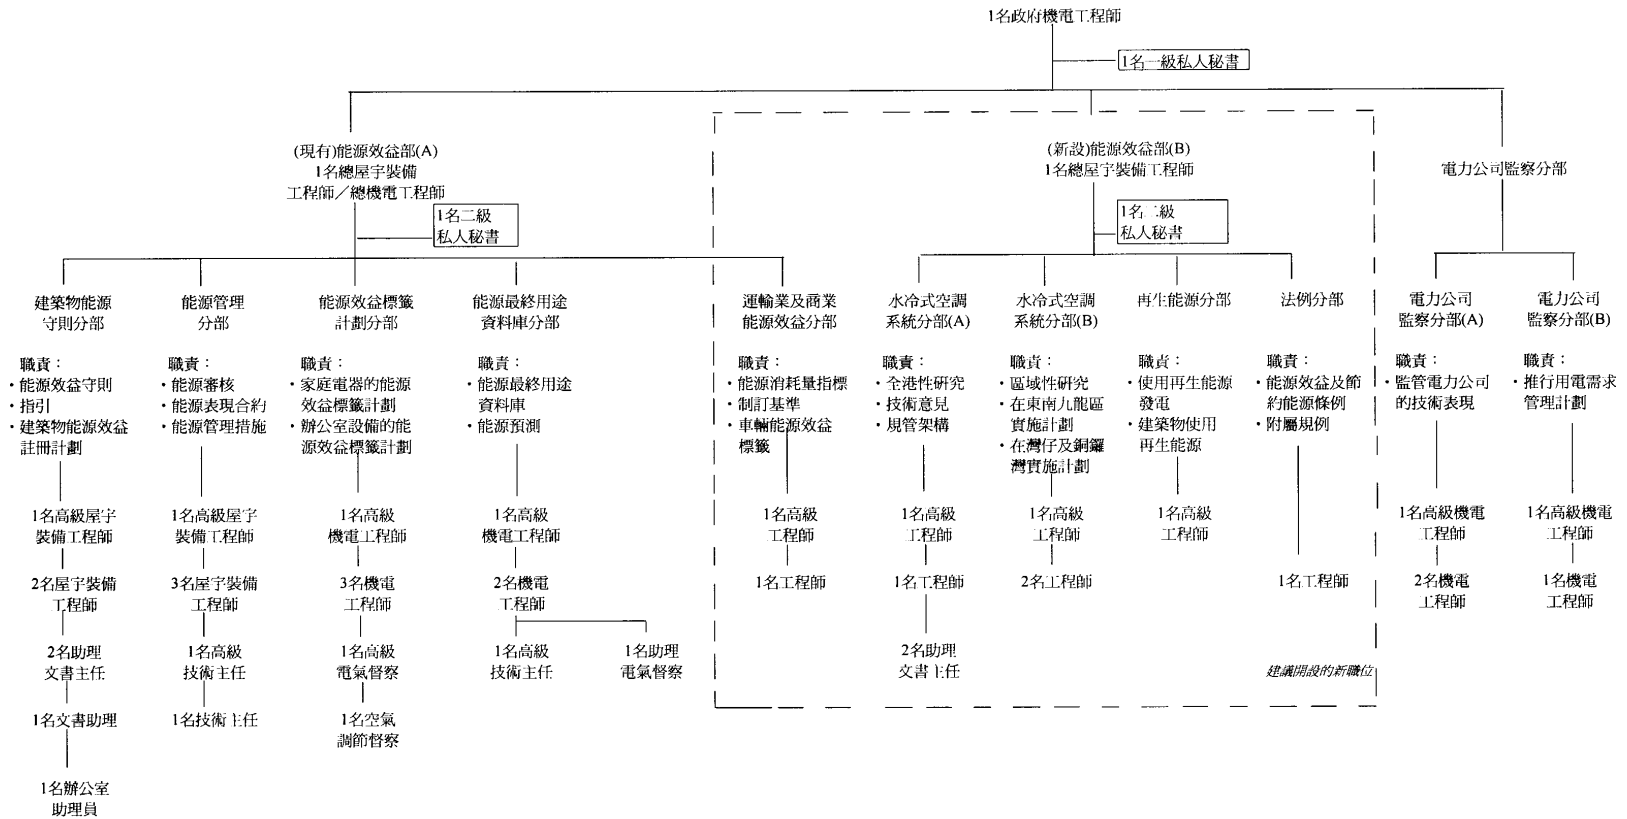 1名政府機電工程師
1名一級私人秘書
(現有)能源效益部(A)
1名總屋宇裝備
工程師／總機電工程師
1名二級
私人秘書
(新設)能源效益部(B)
1名總屋宇裝備工程師
1名二級
私人秘書
電力公司監察分部
建築物能源
守則分部
職責：
・能源效益守則
・指引
・建築物能源效益
註冊計劃
1名高級屋宇
裝備工程師
2名屋宇裝備
工程師
2名助理
文書主任
1名文書助理
1名辦公室
助理員
能源管理
分部
職責：
・能源審核
・能源表現合約
・能源管理措施
1名高級屋宇
裝備工程師
3名屋宇裝備
工程師
1名高級
技術主任
1名技術主任
能源效益標籤
計劃分部
職責：
・家庭電器的能源
效益標籤計劃
・辦公室設備的能
源效益標籤計劃
1名高級
機電工程師
3名機電
工程師
1名高級
電氣督察
1名空氣
調節督察
能源最終用途
資料庫分部
職責：
・能源最終用途
資料庫
・能源預測
1名高級
機電工程師
2名機電
工程師
1名高級
技術主任
1名助理
電氣督察
運輸業及商業
能源效益分部
職責：
・能源消耗量指標
・制訂基準
・車輛能源效益
標籤
1名高級
工程師
1名工程師
水冷式空調
系統分部(A)
職責：
・全港性研究
・技術意見
・規管架構
1名高級
工程師
1名工程師
2名助理
文書主任
水冷式空調
系統分部(B)
職責：
・區域性研究
・在東南九龍區
實施計劃
・在灣仔及銅鑼
灣實施計劃
1名高級
工程師
2名工程師
再生能源分部
職責：
・使用再生能源
發電
・建築物使用
再生能源
1名高級
工程師
法例分部
職責：
・能源效益及節
約能源條例
・附屬規例
1名工程師
建議開設的新職位
電力公司
監察分部(A)
職責：
・監管電力公司
的技術表現
1名高級機電
工程師
2名機電
工程師
電力公司
監察分部(B)
職責：
・推行用電需求
管理計劃
1名高級機電
工程師
1名機電
工程師